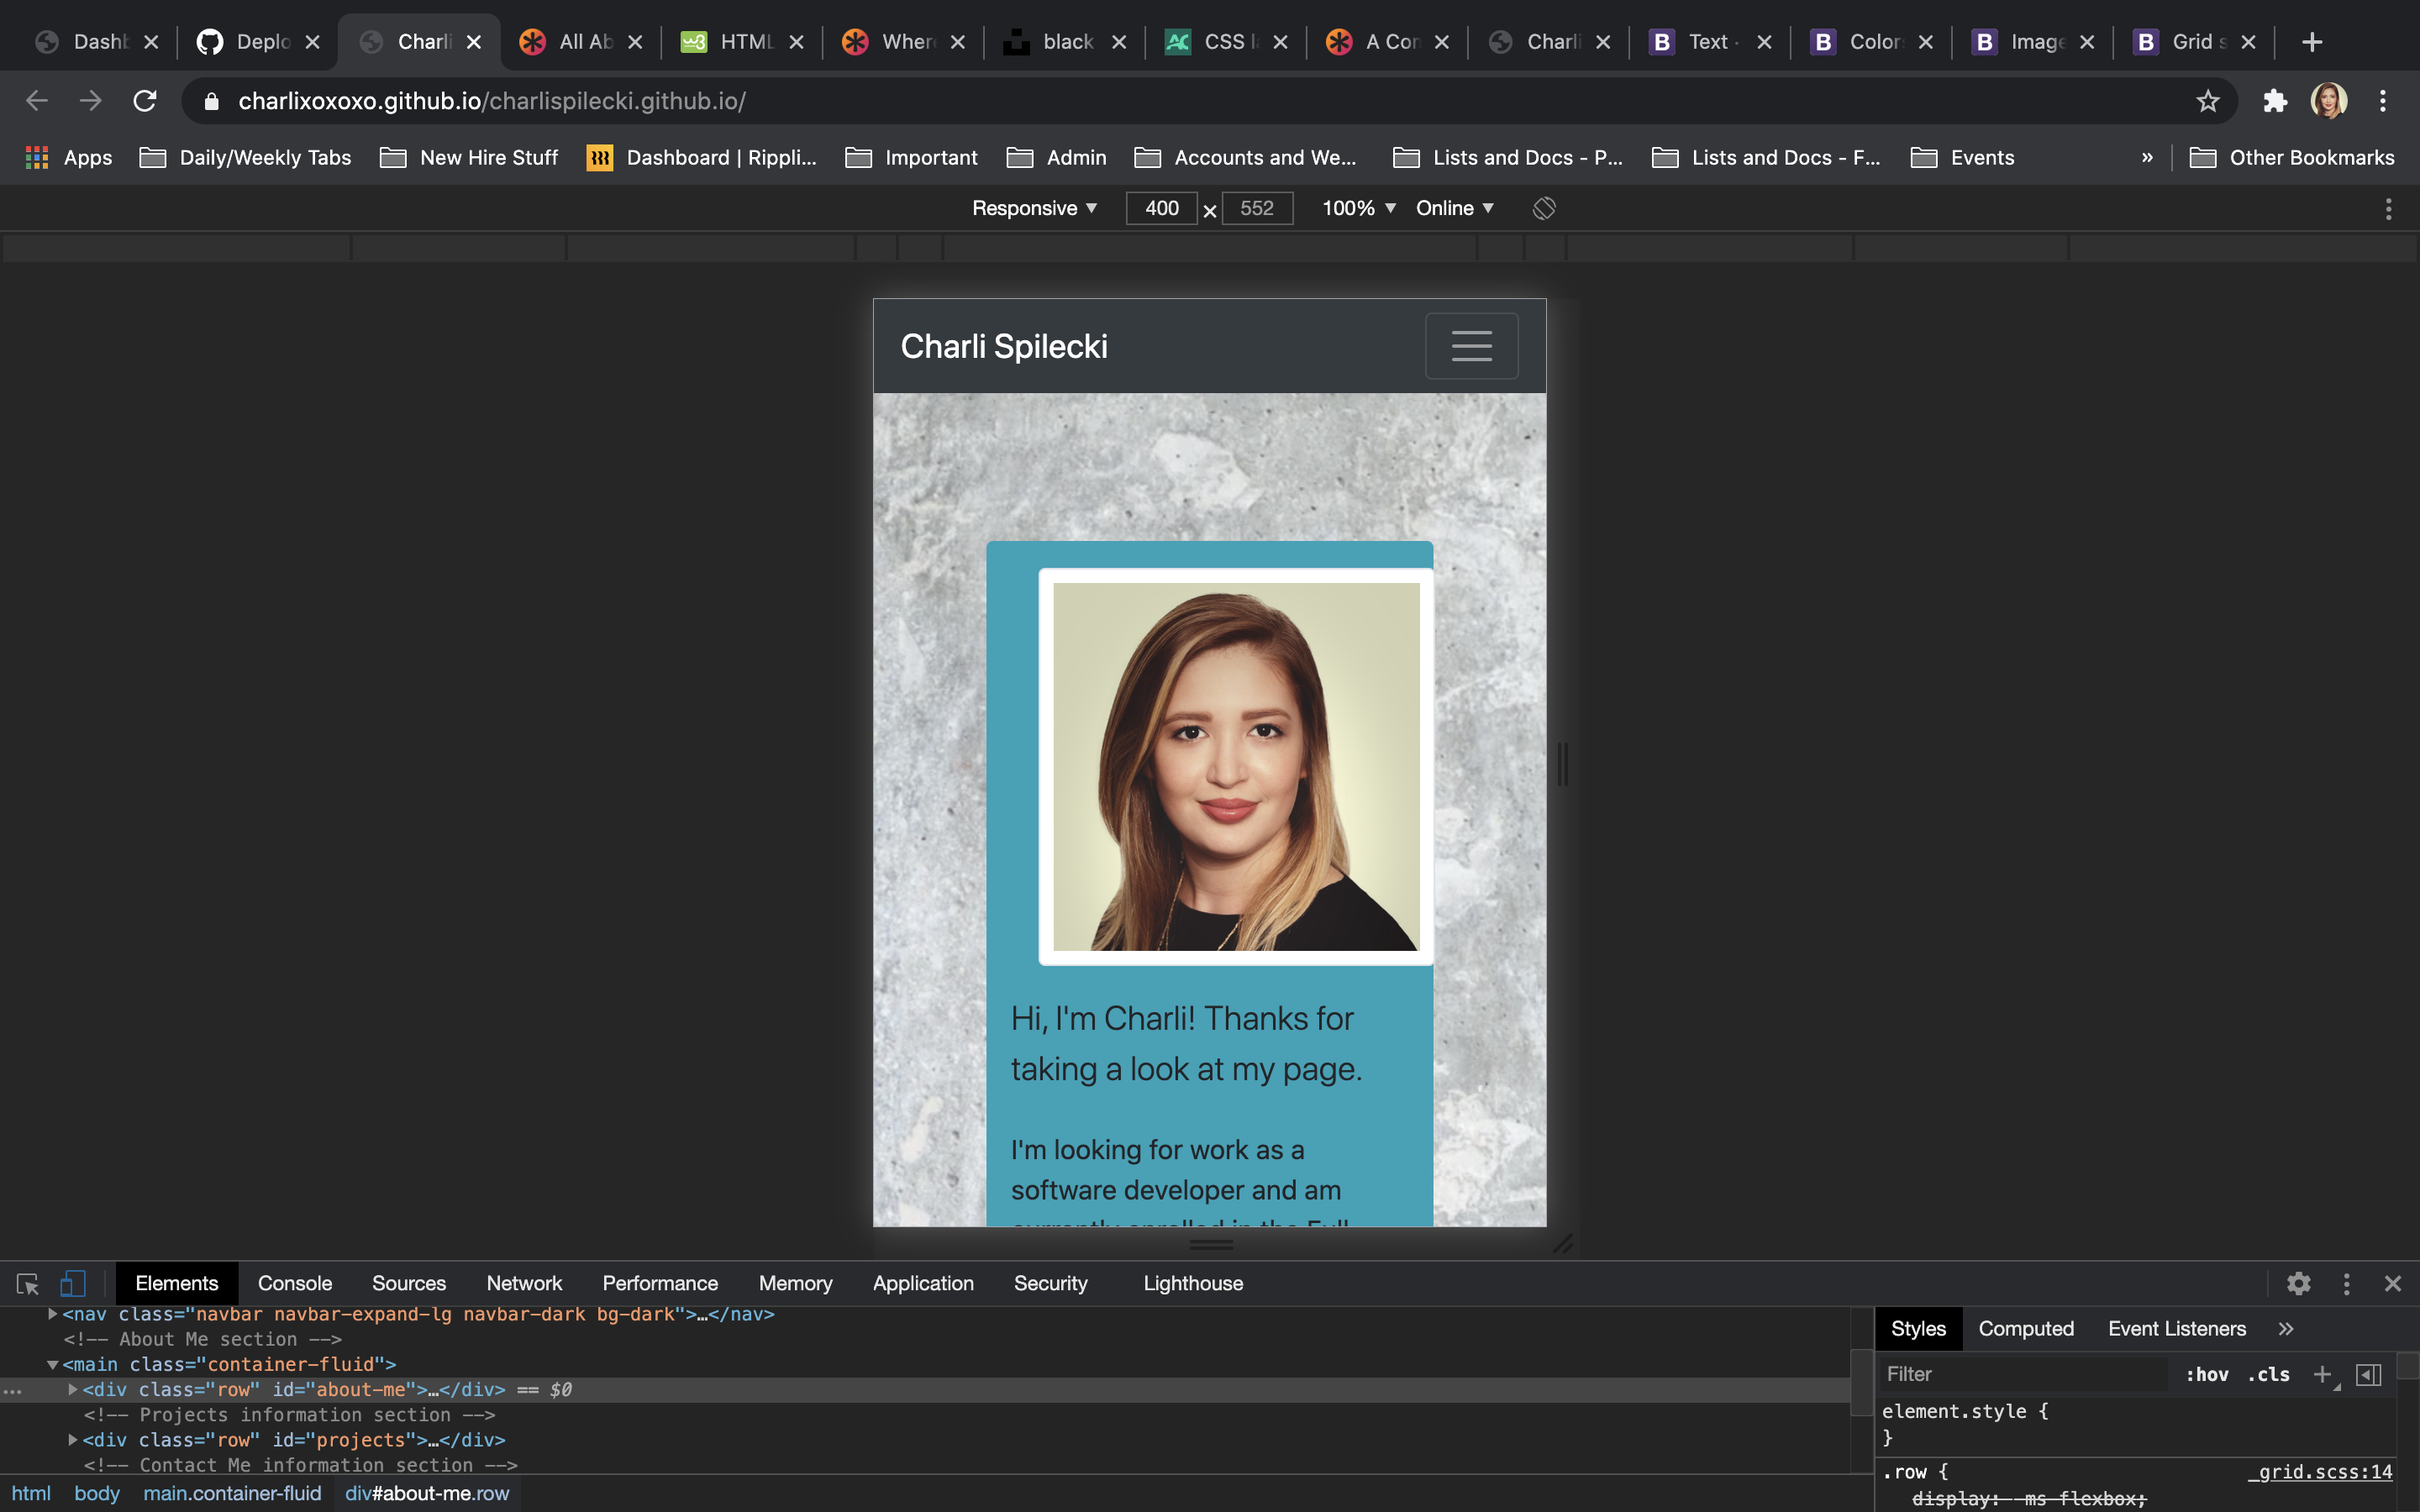 Dashb
Deplo
Charli
All Ab
HTML
Wher
black
CSS l
A Con
Charli
B Text -
B Color
B Image
B Grid s
charlixoxoxo.github.io/charlispilecki.github.io/
Apps Daily/Weekly Tabs New Hire Stuff Dashboard | Rippli... Important Admin Accounts and We... Lists and Docs - P... Lists and Docs - F... Events » Other Bookmarks
Responsive 400 × 552 100% Online
Charli Spilecki
Hi, I'm Charli! Thanks for
taking a look at my page.
I'm looking for work as a
software developer and am
currently enrolled in the Full
Elements Console Sources Network Performance Memory Application Security Lighthouse
<nav class="navbar navbar-expand-lg navbar-dark bg-dark">…</nav>
<!-- About Me section -->
<main class="container-fluid">
<div class="row" id="about-me">…</div> == $0
<!-- Projects information section -->
<div class="row" id="projects">…</div>
<!-- Contact Me information section -->
html body main.container-fluid div#about-me.row
Styles Computed Event Listeners »
Filter :hov .cls +
element.style {
}
.row { _grid.scss:14
display: -ms-flexbox;